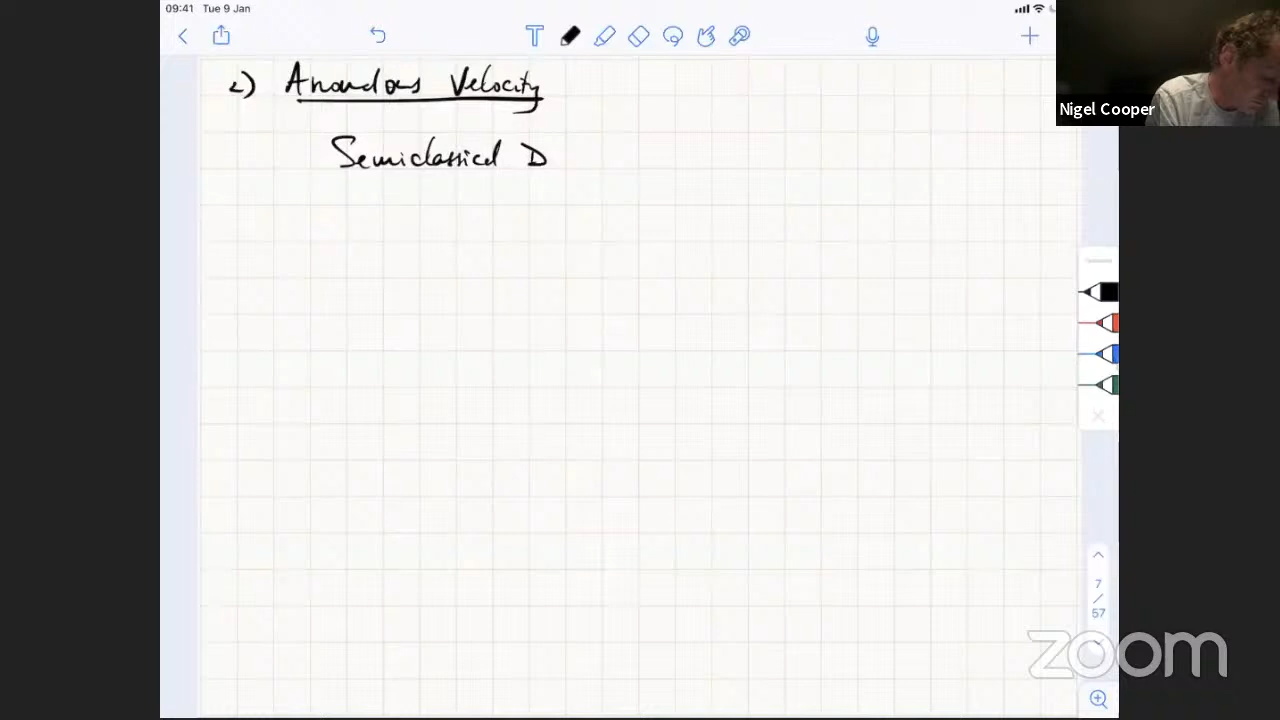 09:41 Tue 9 Jan
2) Anomalous Velocity
Semiclassical D
Nigel Cooper
7
/
57
zoom